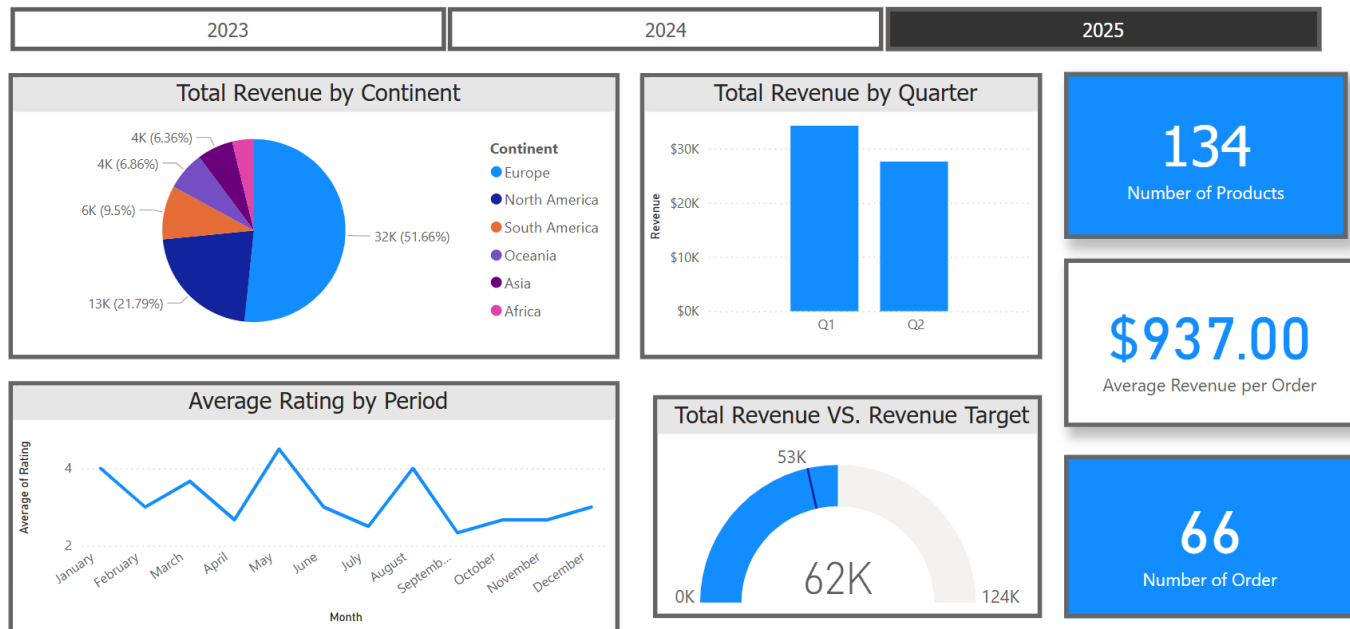 2023
2024
2025
Total Revenue by Continent
4K (6.36%)
4K (6.86%)
6K (9.5%)
13K (21.79%)
32K (51.66%)
Continent
Europe
North America
South America
Oceania
Asia
Africa
Total Revenue by Quarter
Revenue
$30K
$20K
$10K
$0K
Q1
Q2
134
Number of Products
$937.00
Average Revenue per Order
66
Number of Order
Average Rating by Period
Average of Rating
4
2
January
February
March
April
May
June
July
August
Septemb...
October
November
December
Month
Total Revenue VS. Revenue Target
53K
0K
62K
124K